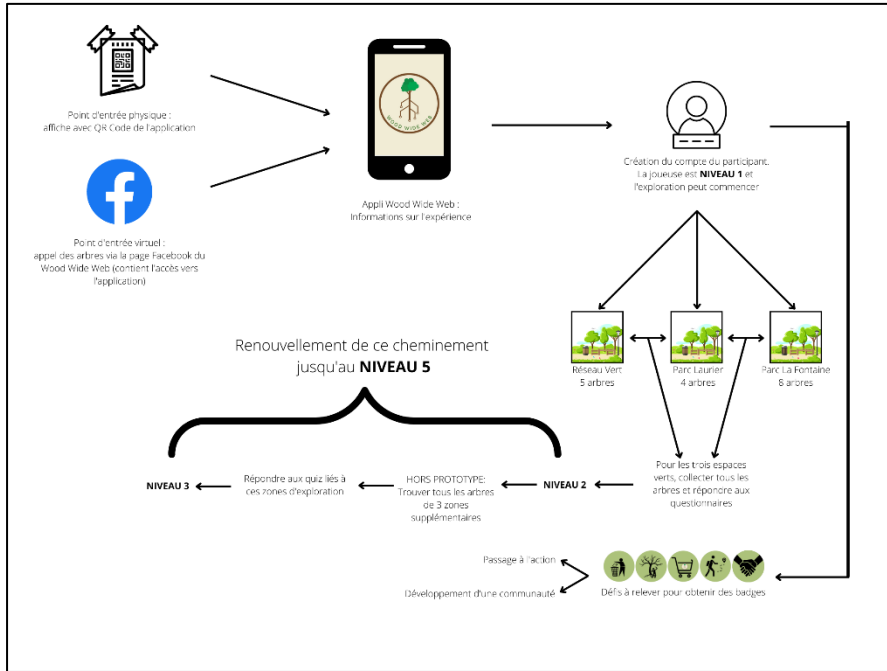 Point d'entrée physique :
affiche avec QR Code de l'application
Point d'entrée virtuel :
appel des arbres via la page Facebook du
Wood Wide Web (contient l'accès vers
l'application)
WOOD WIDE WEB
Appli Wood Wide Web :
Informations sur l'expérience
Création du compte du participant.
La joueuse est NIVEAU 1 et
l'exploration peut commencer
Réseau Vert
5 arbres
Parc Laurier
4 arbres
Parc La Fontaine
8 arbres
Renouvellement de ce cheminement
jusqu'au NIVEAU 5
Pour les trois espaces
verts, collecter tous les
arbres et répondre aux
questionnaires
NIVEAU 2
HORS PROTOTYPE:
Trouver tous les arbres
de 3 zones
supplémentaires
Répondre aux quiz liés à
ces zones d'exploration
NIVEAU 3
Défis à relever pour obtenir des badges
Passage à l'action
Développement d'une communauté